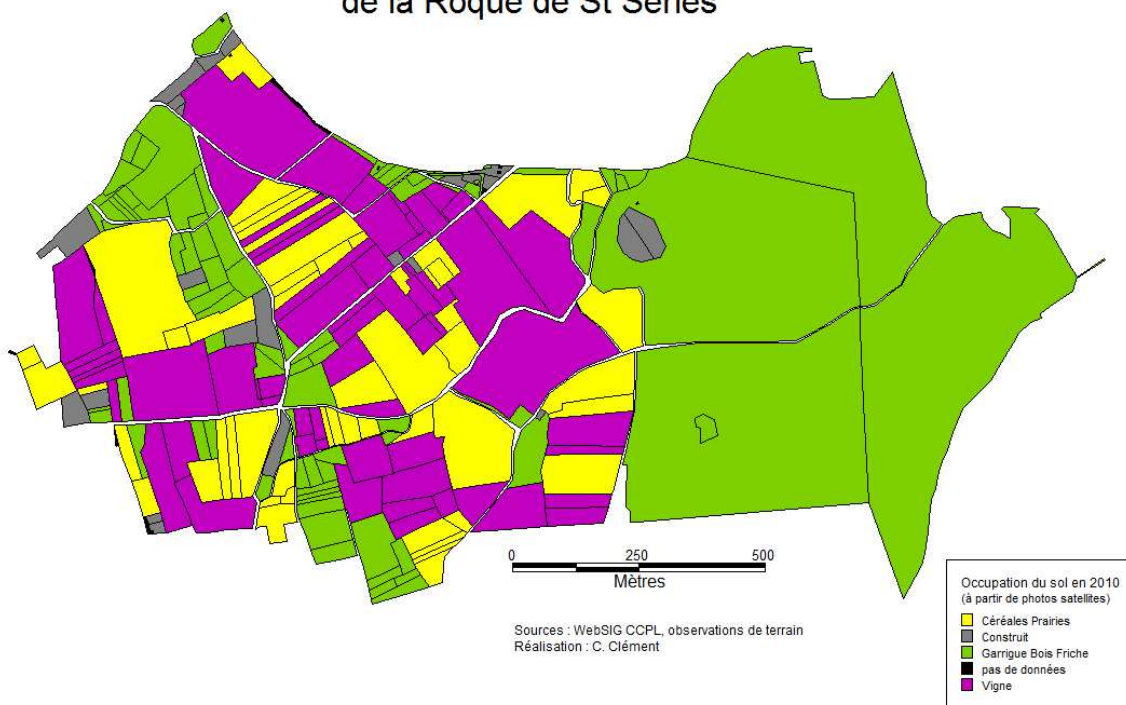 de la Roque de St Séries
0 250 500
Mètres
Sources : WebSIG CCPL, observations de terrain
Réalisation : C. Clément
Occupation du sol en 2010
(à partir de photos satellites)
Céréales Prairies
Construit
Garrigue Bois Friche
pas de données
Vigne